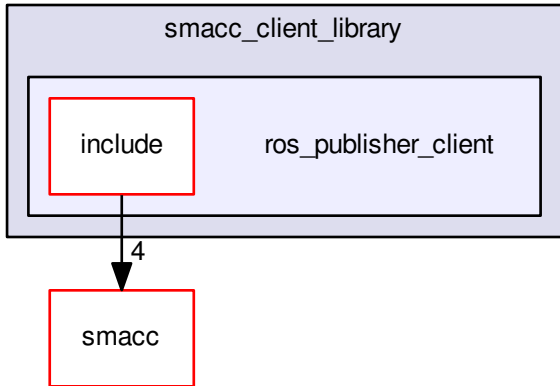 smacc_client_library
include
ros_publisher_client
4
smacc